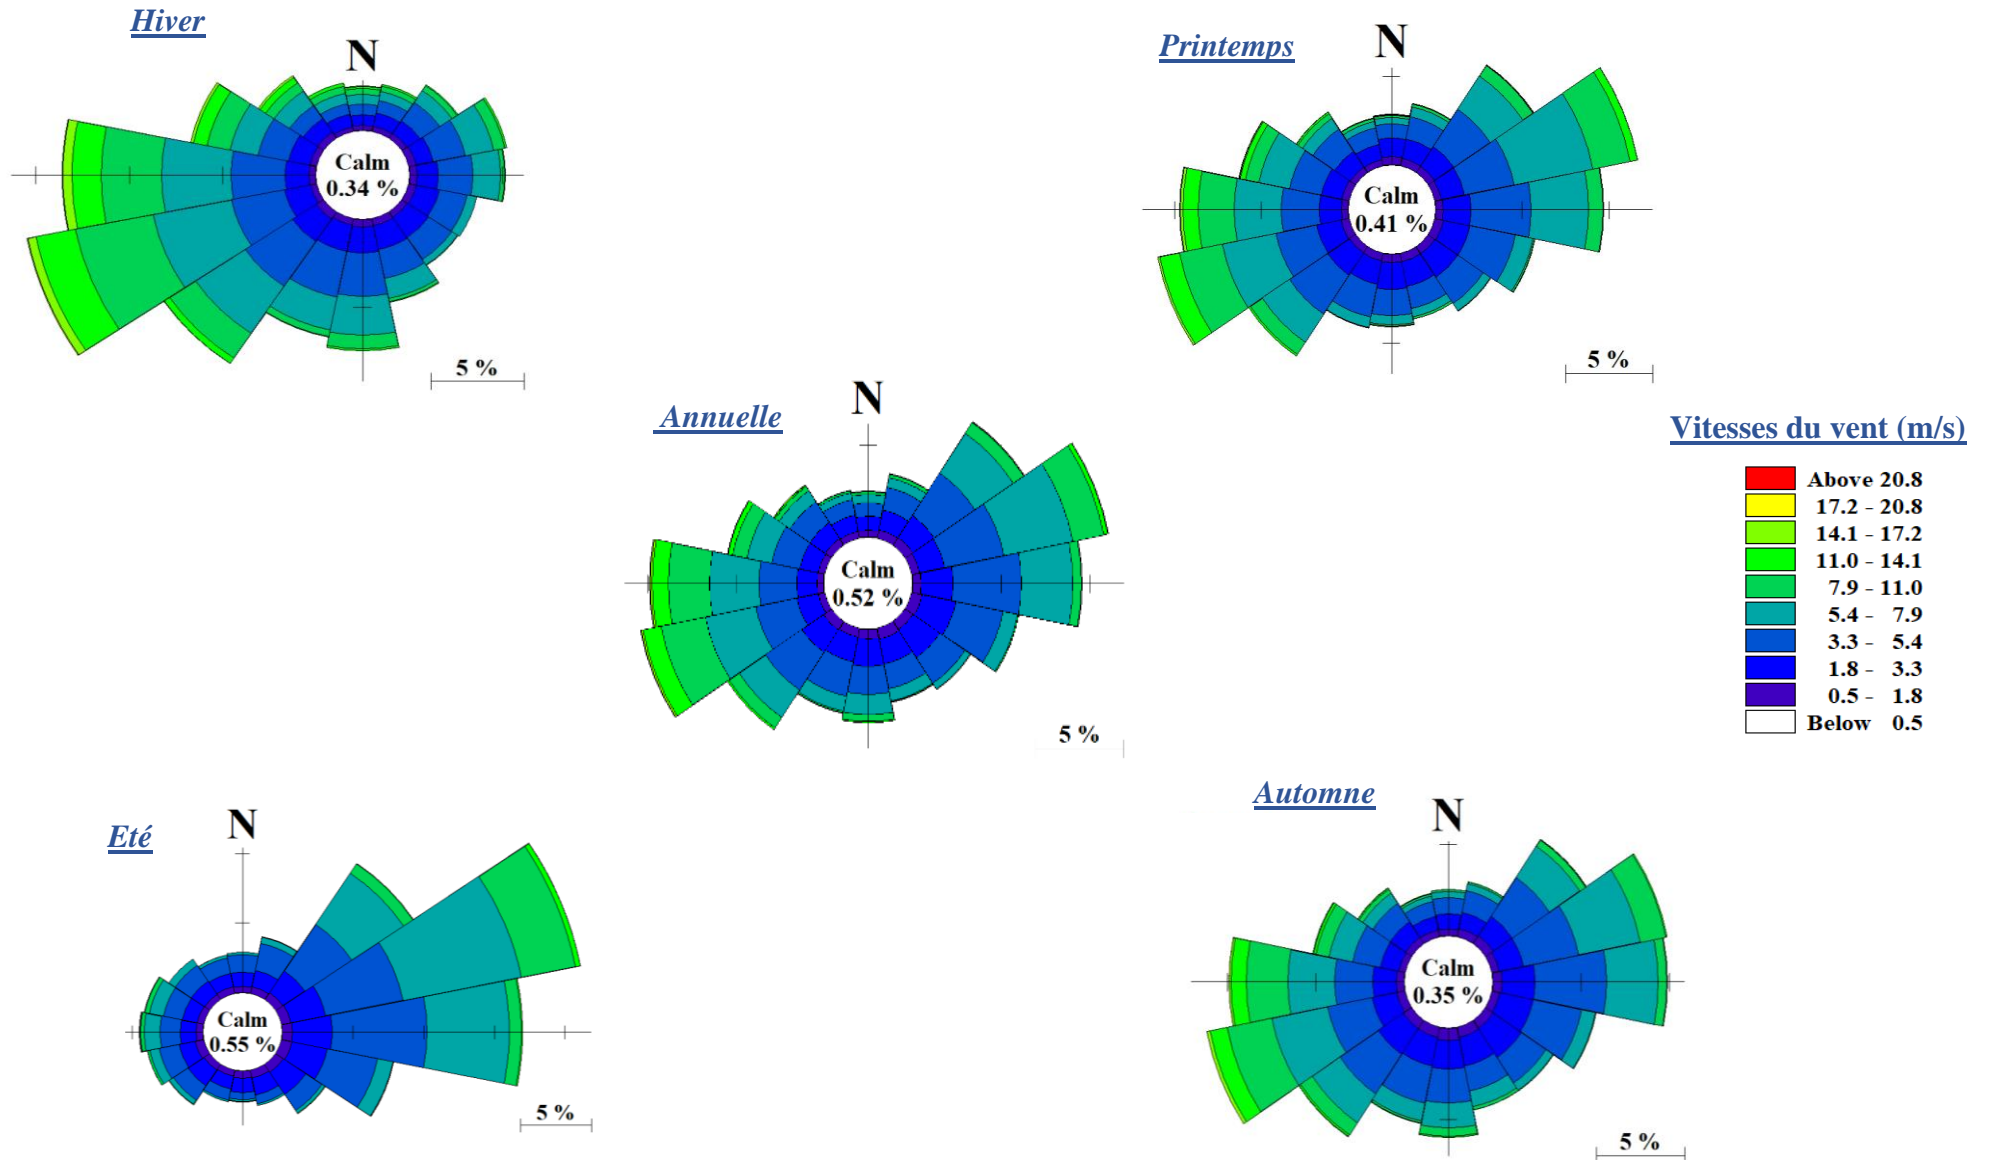 Hiver
N
Calm
0.34 %
5 %
Printemps
N
Calm
0.41 %
5 %
Annuelle
N
Calm
0.52 %
5 %
Vitesses du vent (m/s)
Above 20.8
17.2 - 20.8
14.1 - 17.2
11.0 - 14.1
7.9 - 11.0
5.4 - 7.9
3.3 - 5.4
1.8 - 3.3
0.5 - 1.8
Below 0.5
Eté
N
Calm
0.55 %
5 %
Automne
N
Calm
0.35 %
5 %